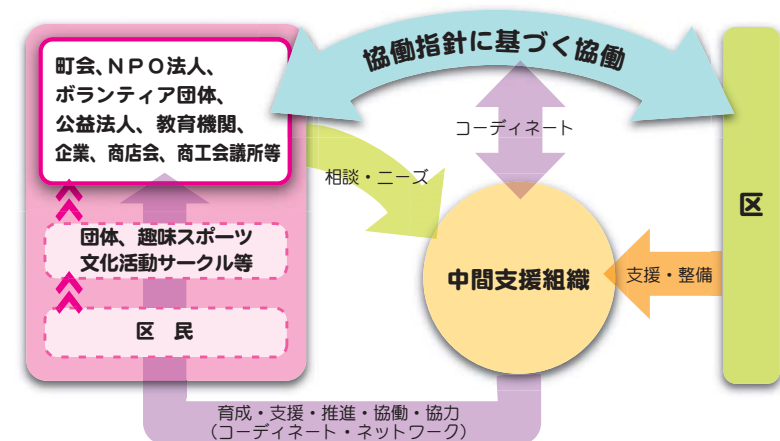 協働指針に基づく協働
町会、NPO法人、
ボランティア団体、
公益法人、教育機関、
企業、商店会、商工会議所等
コーディネート
相談・ニーズ
区
団体、趣味スポーツ
文化活動サークル等
中間支援組織
支援・整備
区 民
育成・支援・推進・協働・協力
（コーディネート・ネットワーク）